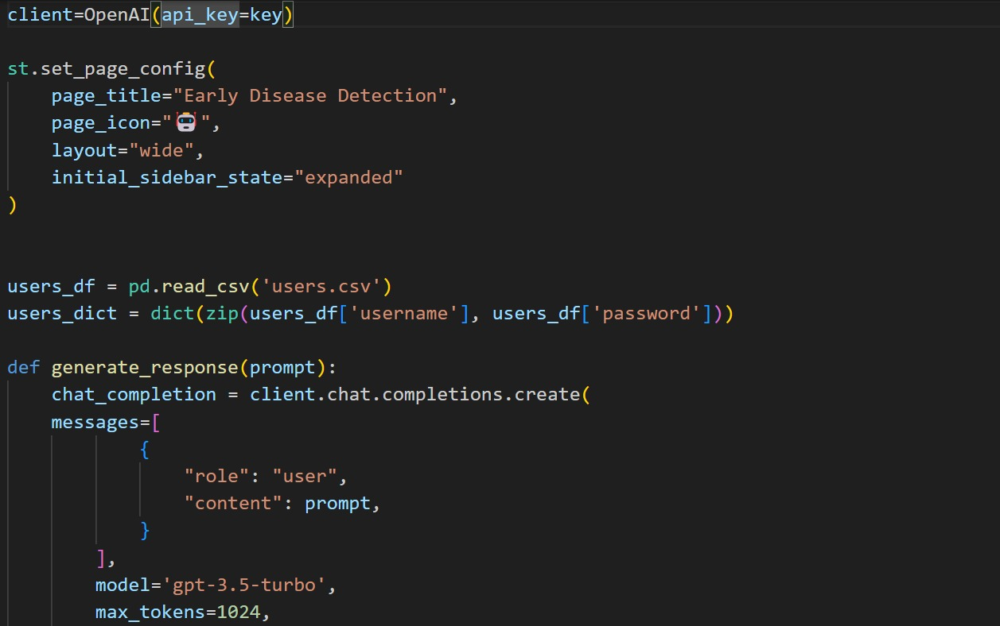 client=OpenAI(api_key=key)
st.set_page_config(
    page_title="Early Disease Detection",
    page_icon="🤖",
    layout="wide",
    initial_sidebar_state="expanded"
)
users_df = pd.read_csv('users.csv')
users_dict = dict(zip(users_df['username'], users_df['password']))
def generate_response(prompt):
    chat_completion = client.chat.completions.create(
    messages=[
            {
                "role": "user",
                "content": prompt,
            }
        ],
        model='gpt-3.5-turbo',
        max_tokens=1024,